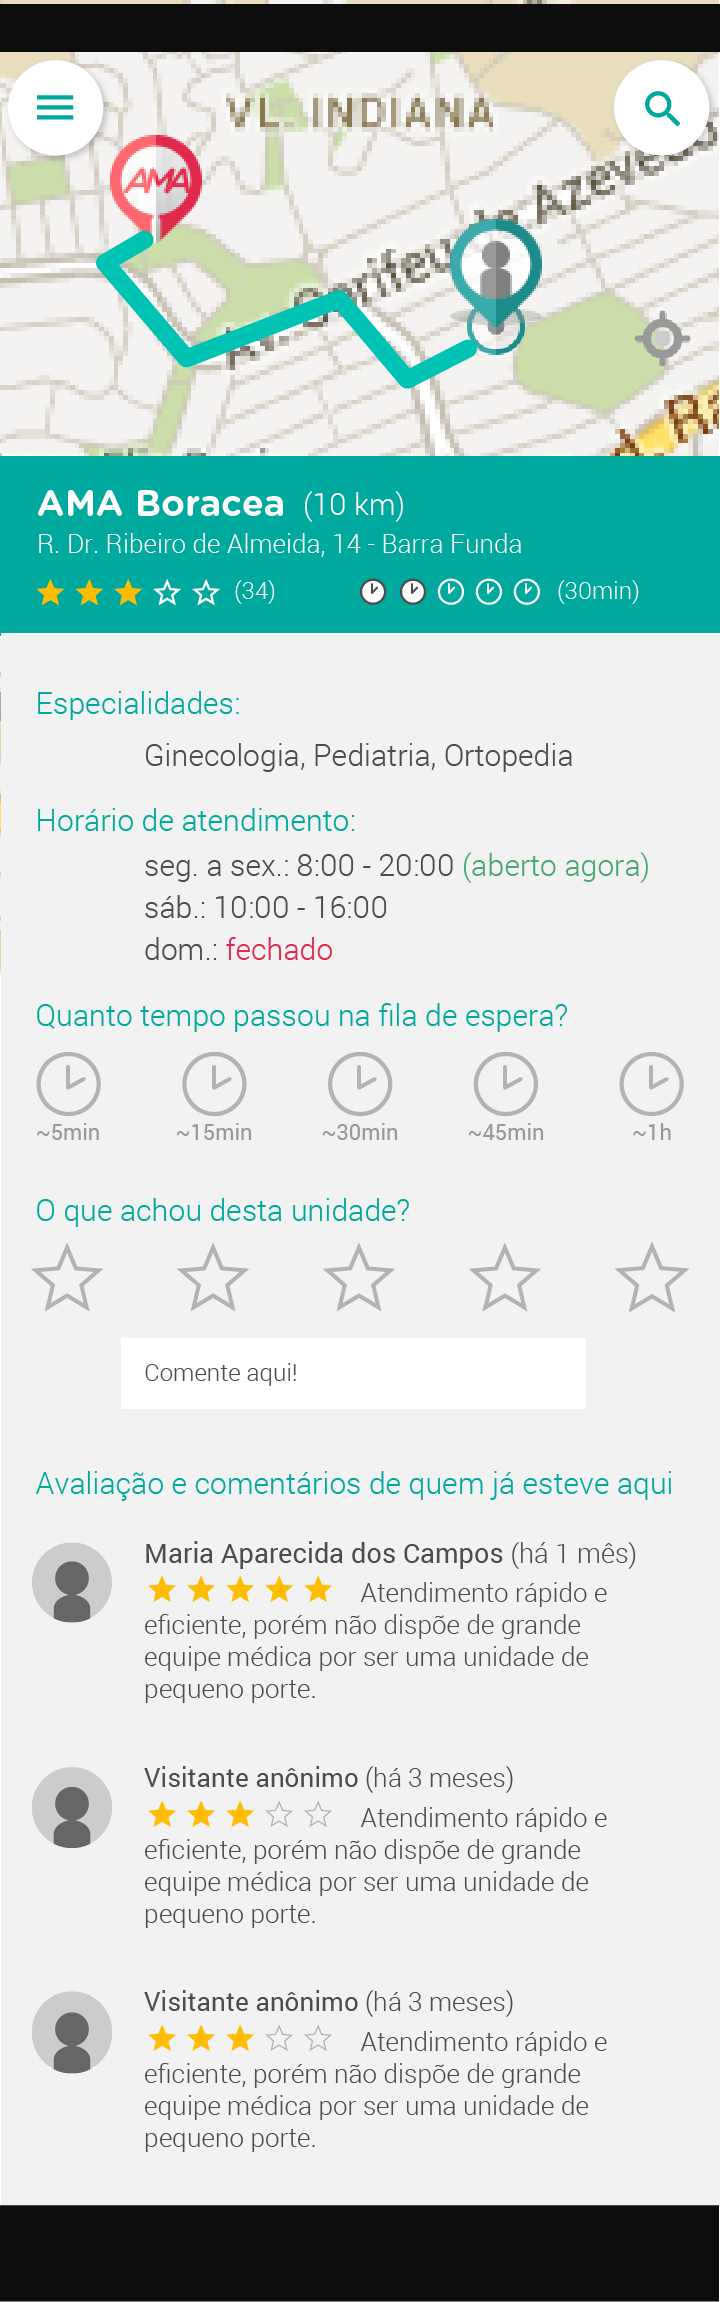 VL. INDIANA
AMA
Azevedo
AMA Boracea (10 km)
R. Dr. Ribeiro de Almeida, 14 - Barra Funda
(34) (30min)
Especialidades:
Ginecologia, Pediatria, Ortopedia
Horário de atendimento:
seg. a sex.: 8:00 - 20:00 (aberto agora)
sáb.: 10:00 - 16:00
dom.: fechado
Quanto tempo passou na fila de espera?
~5min ~15min ~30min ~45min ~1h
O que achou desta unidade?
Comente aqui!
Avaliação e comentários de quem já esteve aqui
Maria Aparecida dos Campos (há 1 mês)
Atendimento rápido e
eficiente, porém não dispõe de grande
equipe médica por ser uma unidade de
pequeno porte.
Visitante anônimo (há 3 meses)
Atendimento rápido e
eficiente, porém não dispõe de grande
equipe médica por ser uma unidade de
pequeno porte.
Visitante anônimo (há 3 meses)
Atendimento rápido e
eficiente, porém não dispõe de grande
equipe médica por ser uma unidade de
pequeno porte.